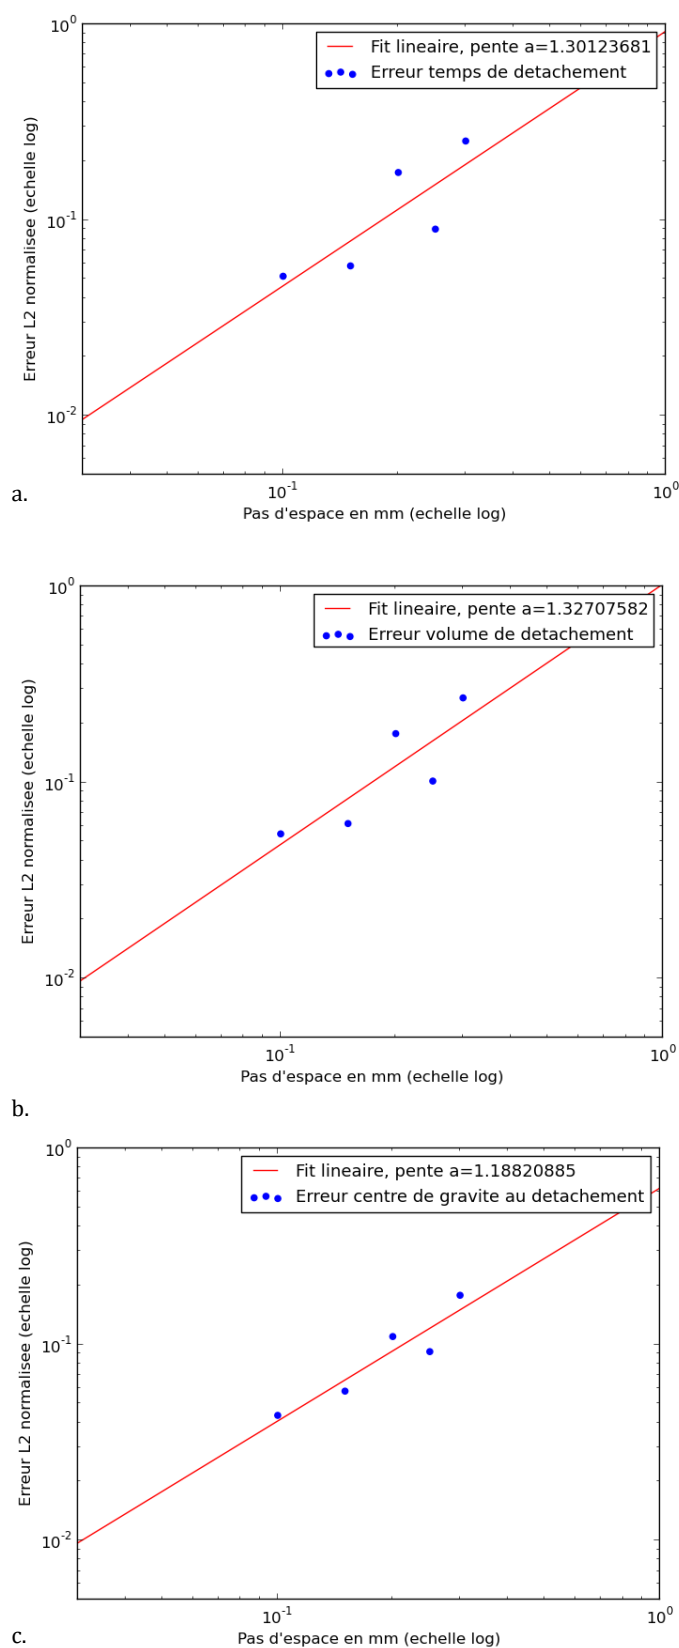 10^0
Fit lineaire, pente a=1.30123681
Erreur temps de detachement
Erreur L2 normalisee (echelle log)
10^-1
10^-2
10^-1
10^0
Pas d'espace en mm (echelle log)
a.
10^0
Fit lineaire, pente a=1.32707582
Erreur volume de detachement
Erreur L2 normalisee (echelle log)
10^-1
10^-2
10^-1
10^0
Pas d'espace en mm (echelle log)
b.
10^0
Fit lineaire, pente a=1.18820885
Erreur centre de gravite au detachement
Erreur L2 normalisee (echelle log)
10^-1
10^-2
10^-1
10^0
Pas d'espace en mm (echelle log)
c.